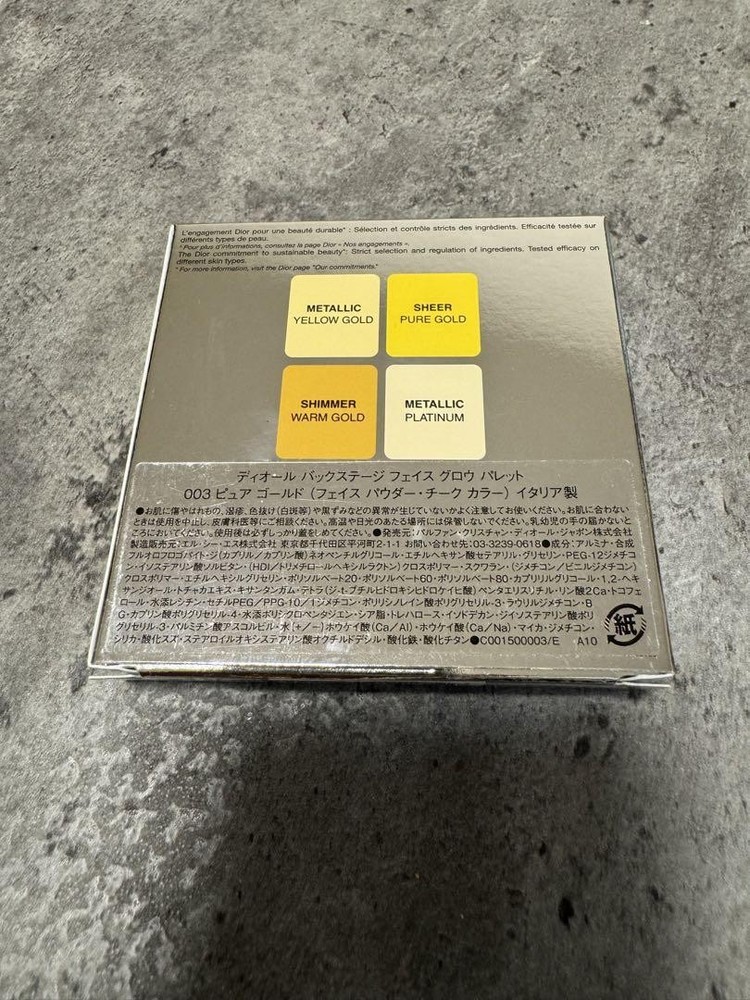 L'engagement Dior pour une beauté durable* : Sélection et contrôle stricts des ingrédients. Efficacité testée sur
différents types de peau.
* Pour plus d'informations, consultez la page Dior « Nos engagements ».
The Dior commitment to sustainable beauty*: Strict selection and regulation of ingredients. Tested efficacy on
different skin types.
* For more information, visit the Dior page "Our commitments."
METALLIC
YELLOW GOLD
SHEER
PURE GOLD
SHIMMER
WARM GOLD
METALLIC
PLATINUM
ディオール バックステージ フェイス グロウ パレット
003 ピュア ゴールド (フェイス パウダー・チーク カラー) イタリア製
●お肌に傷やはれもの、湿疹、色抜け(白斑等)や黒ずみなどの異常が生じていないかよく注意してお使いください。お肌に合わない
ときは使用を中止し、皮膚科医等にご相談ください。高温や日光のあたる場所には保管しないでください。乳幼児の手の届かないと
ころにおいてください。使用後は必ずしっかり蓋をしめてください。●発売元:パルファン・クリスチャン・ディオール・ジャポン株式会社
製造販売元:エル・シー・エス株式会社 東京都千代田区平河町2-1-1 お問い合わせ先:03-3239-0618●成分:アルミナ・合成
フルオロフロゴパイト・ジ(カプリル/カプリン酸)ネオペンチルグリコール・エチルヘキサン酸セテアリル・グリセリン・PEG-12ジメチコ
ン・イソステアリン酸ソルビタン・(HDI/トリメチロールヘキシルラクトン)クロスポリマー・スクワラン・(ジメチコン/ビニルジメチコン)
クロスポリマー・エチルヘキシルグリセリン・ポリソルベート20・ポリソルベート60・ポリソルベート80・カプリリルグリコール・1,2-ヘキ
サンジオール・トチャカエキス・キサンタンガム・テトラ(ジ-t-ブチルヒドロキシヒドロケイヒ酸)ペンタエリスリチル・リン酸2Ca・トコフェ
ロール・水添レシチン・セチルPEG/PPG-10/1ジメチコン・ポリリシノレイン酸ポリグリセリル-3・ラウリルジメチコン・B
G・カプリン酸ポリグリセリル-4・水添ポリシクロペンタジエン・シア脂・トレハロース・イソドデカン・ジイソステアリン酸ポリ
グリセリル-3・パルミチン酸アスコルビル・水[+/-]ホウケイ酸(Ca/Al)・ホウケイ酸(Ca/Na)・マイカ・ジメチコン・
シリカ・酸化スズ・ステアロイルオキシステアリン酸オクチルドデシル・酸化鉄・酸化チタン●C001500003/E A10
紙